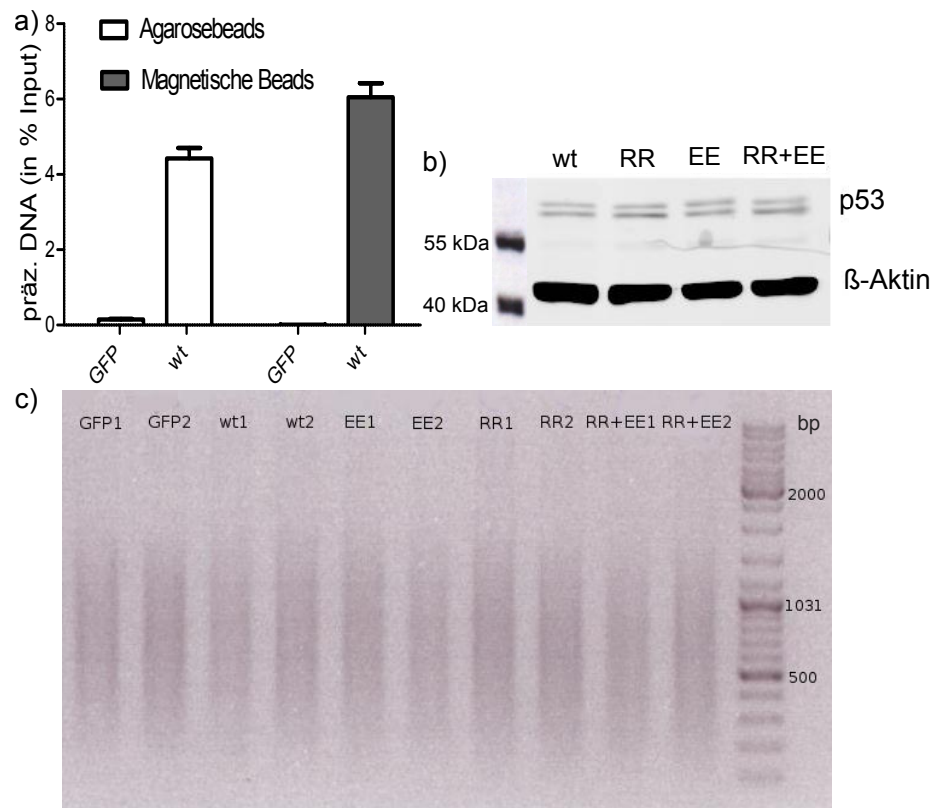 a)
präz. DNA (in % Input)
8
6
4
2
0
Agarosebeads
Magnetische Beads
GFP
wt
GFP
wt
b)
wt RR EE RR+EE
p53
55 kDa
ß-Aktin
40 kDa
c)
GFP1 GFP2 wt1 wt2 EE1 EE2 RR1 RR2 RR+EE1 RR+EE2 bp
2000
1031
500